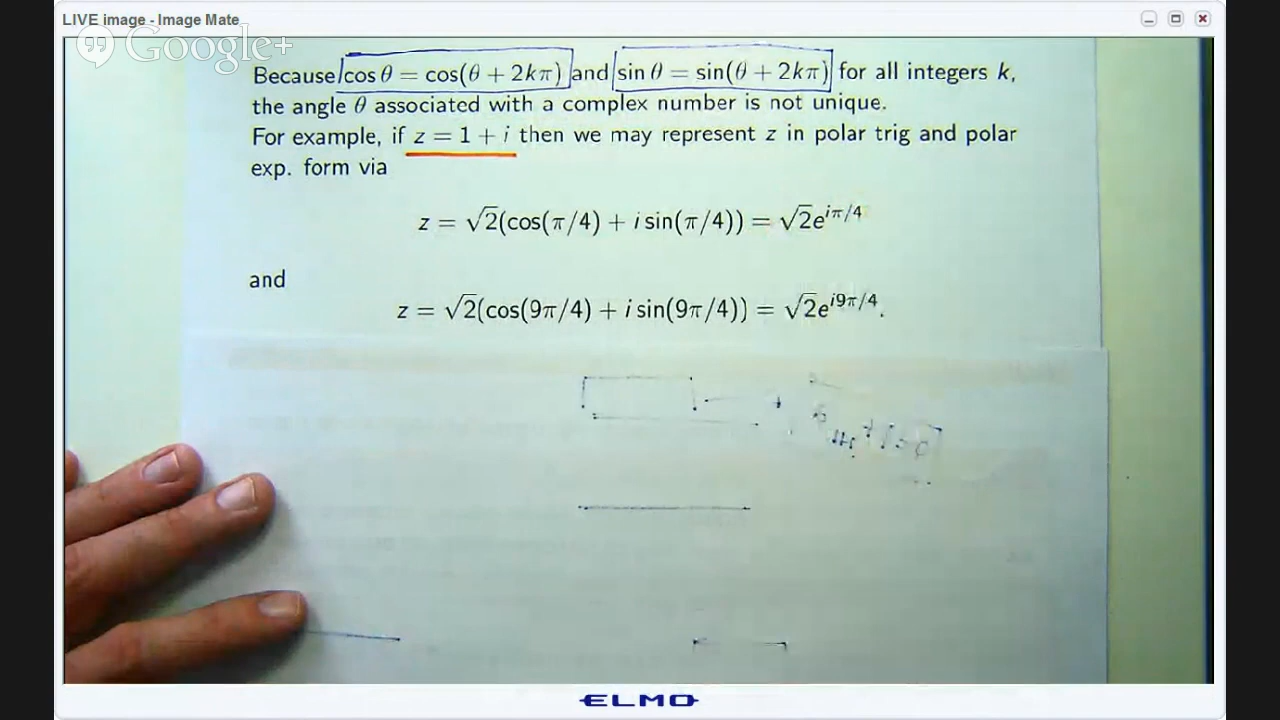 LIVE image - Image Mate
Google+
Because cos θ = cos(θ + 2kπ) and sin θ = sin(θ + 2kπ) for all integers k,
the angle θ associated with a complex number is not unique.
For example, if z = 1 + i then we may represent z in polar trig and polar
exp. form via
z = √2(cos(π/4) + i sin(π/4)) = √2e^{iπ/4}
and
z = √2(cos(9π/4) + i sin(9π/4)) = √2e^{i9π/4}.
ELMO